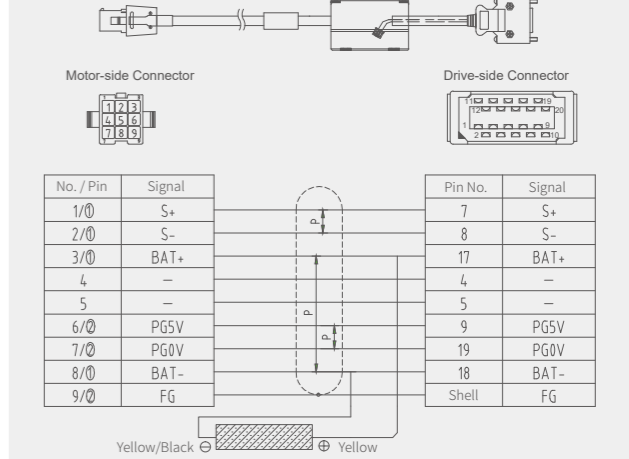 Motor-side Connector Drive-side Connector
1 2 3
4 5 6
7 8 9
11 19
12 20
1 9
2 10
No. / Pin Signal Pin No. Signal
1/① S+ 7 S+
2/① S- P 8 S-
3/① BAT+ 17 BAT+
4 – 4 –
5 – 5 –
6/② PG5V P P 9 PG5V
7/② PG0V 19 PG0V
8/① BAT- 18 BAT-
9/② FG Shell FG
Yellow/Black ⊖ ⊕ Yellow